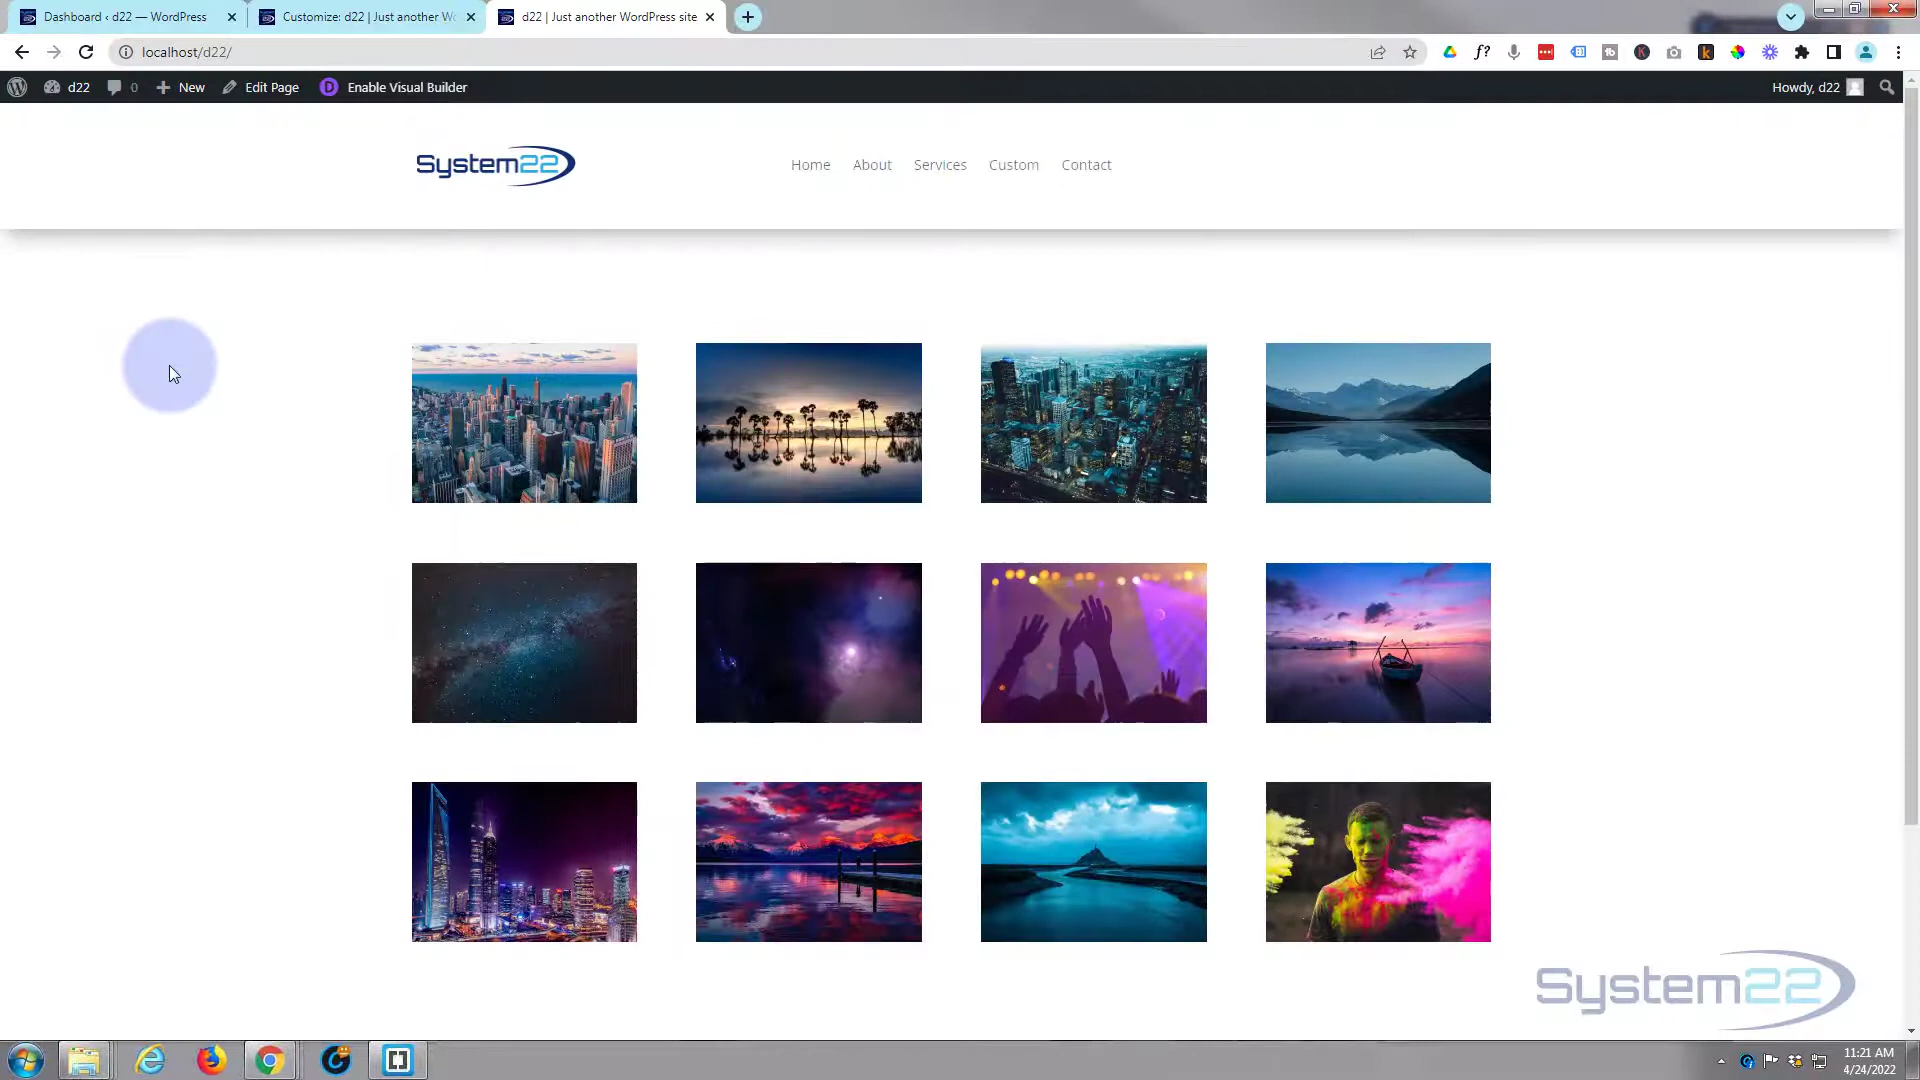 Dashboard ‹ d22 — WordPress
Customize: d22 | Just another Wo
d22 | Just another WordPress site
localhost/d22/
f?
d22
0
New
Edit Page
D
Enable Visual Builder
Howdy, d22
System22
Home
About
Services
Custom
Contact
System22
11:21 AM
4/24/2022